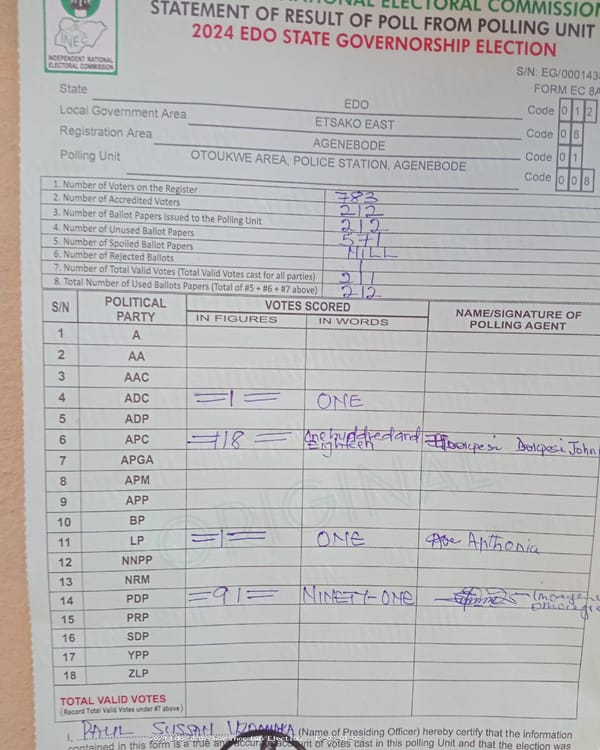 NATIONAL ELECTORAL COMMISSION
STATEMENT OF RESULT OF POLL FROM POLLING UNIT
2024 EDO STATE GOVERNORSHIP ELECTION
INEC
INDEPENDENT NATIONAL
ELECTORAL COMMISSION
S/N: EG/000143
FORM EC 8A
State EDO Code 0 1 2
Local Government Area ETSAKO EAST Code 0 8
Registration Area AGENEBODE Code 0 1
Polling Unit OTOUKWE AREA, POLICE STATION, AGENEBODE Code 0 0 8
1. Number of Voters on the Register 783
2. Number of Accredited Voters 212
3. Number of Ballot Papers Issued to the Polling Unit 212
4. Number of Unused Ballot Papers 571
5. Number of Spoiled Ballot Papers NILL
6. Number of Rejected Ballots 1
7. Number of Total Valid Votes (Total Valid Votes cast for all parties) 211
8. Total Number of Used Ballots Papers (Total of #5 + #6 + #7 above) 212
S/N POLITICAL PARTY VOTES SCORED NAME/SIGNATURE OF POLLING AGENT
IN FIGURES IN WORDS
1 A
2 AA
3 AAC
4 ADC =1= ONE
5 ADP
6 APC =118= One hundred and Eighteen Borcpesi John
7 APGA
8 APM
9 APP
10 BP
11 LP =1= ONE Anthonia
12 NNPP
13 NRM
14 PDP =91= NINETY-ONE
15 PRP
16 SDP
17 YPP
18 ZLP
ORIGINAL
TOTAL VALID VOTES
(Record Total Valid Votes under #7 above)
I, PAUL SUSAN (Name of Presiding Officer) hereby certify that the information
contained in this form is a true and accurate account of votes cast in this polling Unit and that the election was